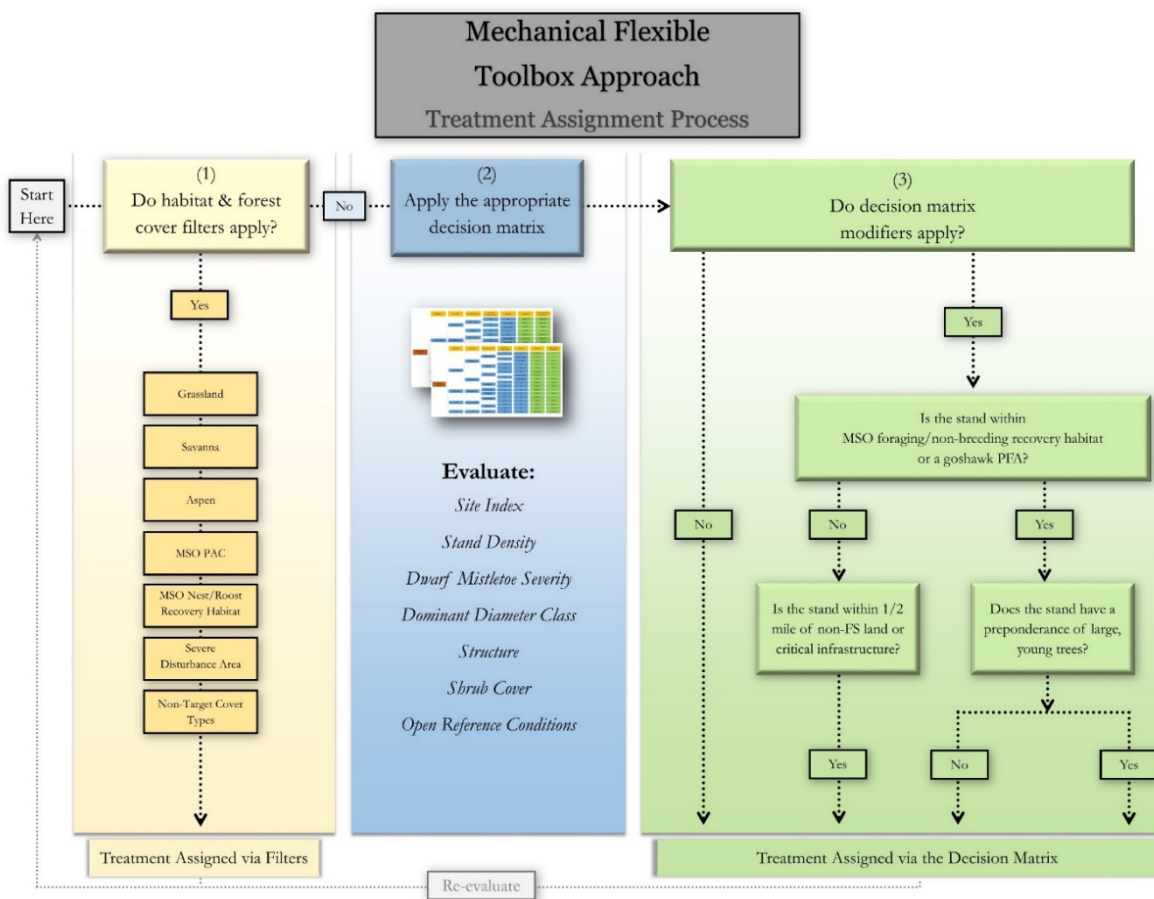 Mechanical Flexible
Toolbox Approach
Treatment Assignment Process
Start
Here
(1)
Do habitat & forest
cover filters apply?
Yes
Grassland
Savanna
Aspen
MSO PAC
MSO Nest/Roost
Recovery Habitat
Severe
Disturbance Area
Non-Target Cover
Types
Treatment Assigned via Filters
No
(2)
Apply the appropriate
decision matrix
Evaluate:
Site Index
Stand Density
Dwarf Mistletoe Severity
Dominant Diameter Class
Structure
Shrub Cover
Open Reference Conditions
(3)
Do decision matrix
modifiers apply?
No
Yes
Is the stand within
MSO foraging/non-breeding recovery habitat
or a goshawk PFA?
No
Yes
Is the stand within 1/2
mile of non-FS land or
critical infrastructure?
Yes
Does the stand have a
preponderance of large,
young trees?
No
Yes
Treatment Assigned via the Decision Matrix
Re-evaluate